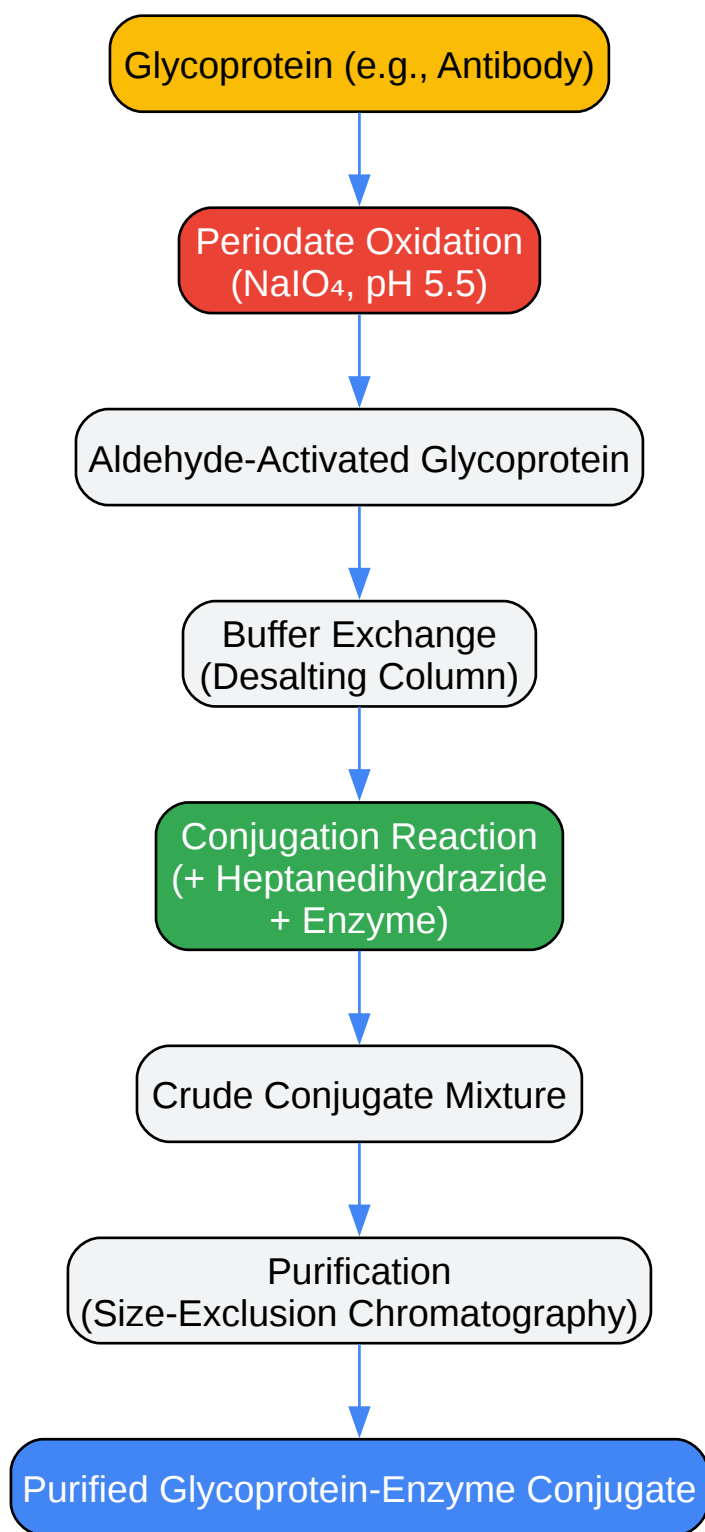 Glycoprotein (e.g., Antibody)
Periodate Oxidation
(NaIO₄, pH 5.5)
Aldehyde-Activated Glycoprotein
Buffer Exchange
(Desalting Column)
Conjugation Reaction
(+ Heptanedihydrazide
+ Enzyme)
Crude Conjugate Mixture
Purification
(Size-Exclusion Chromatography)
Purified Glycoprotein-Enzyme Conjugate